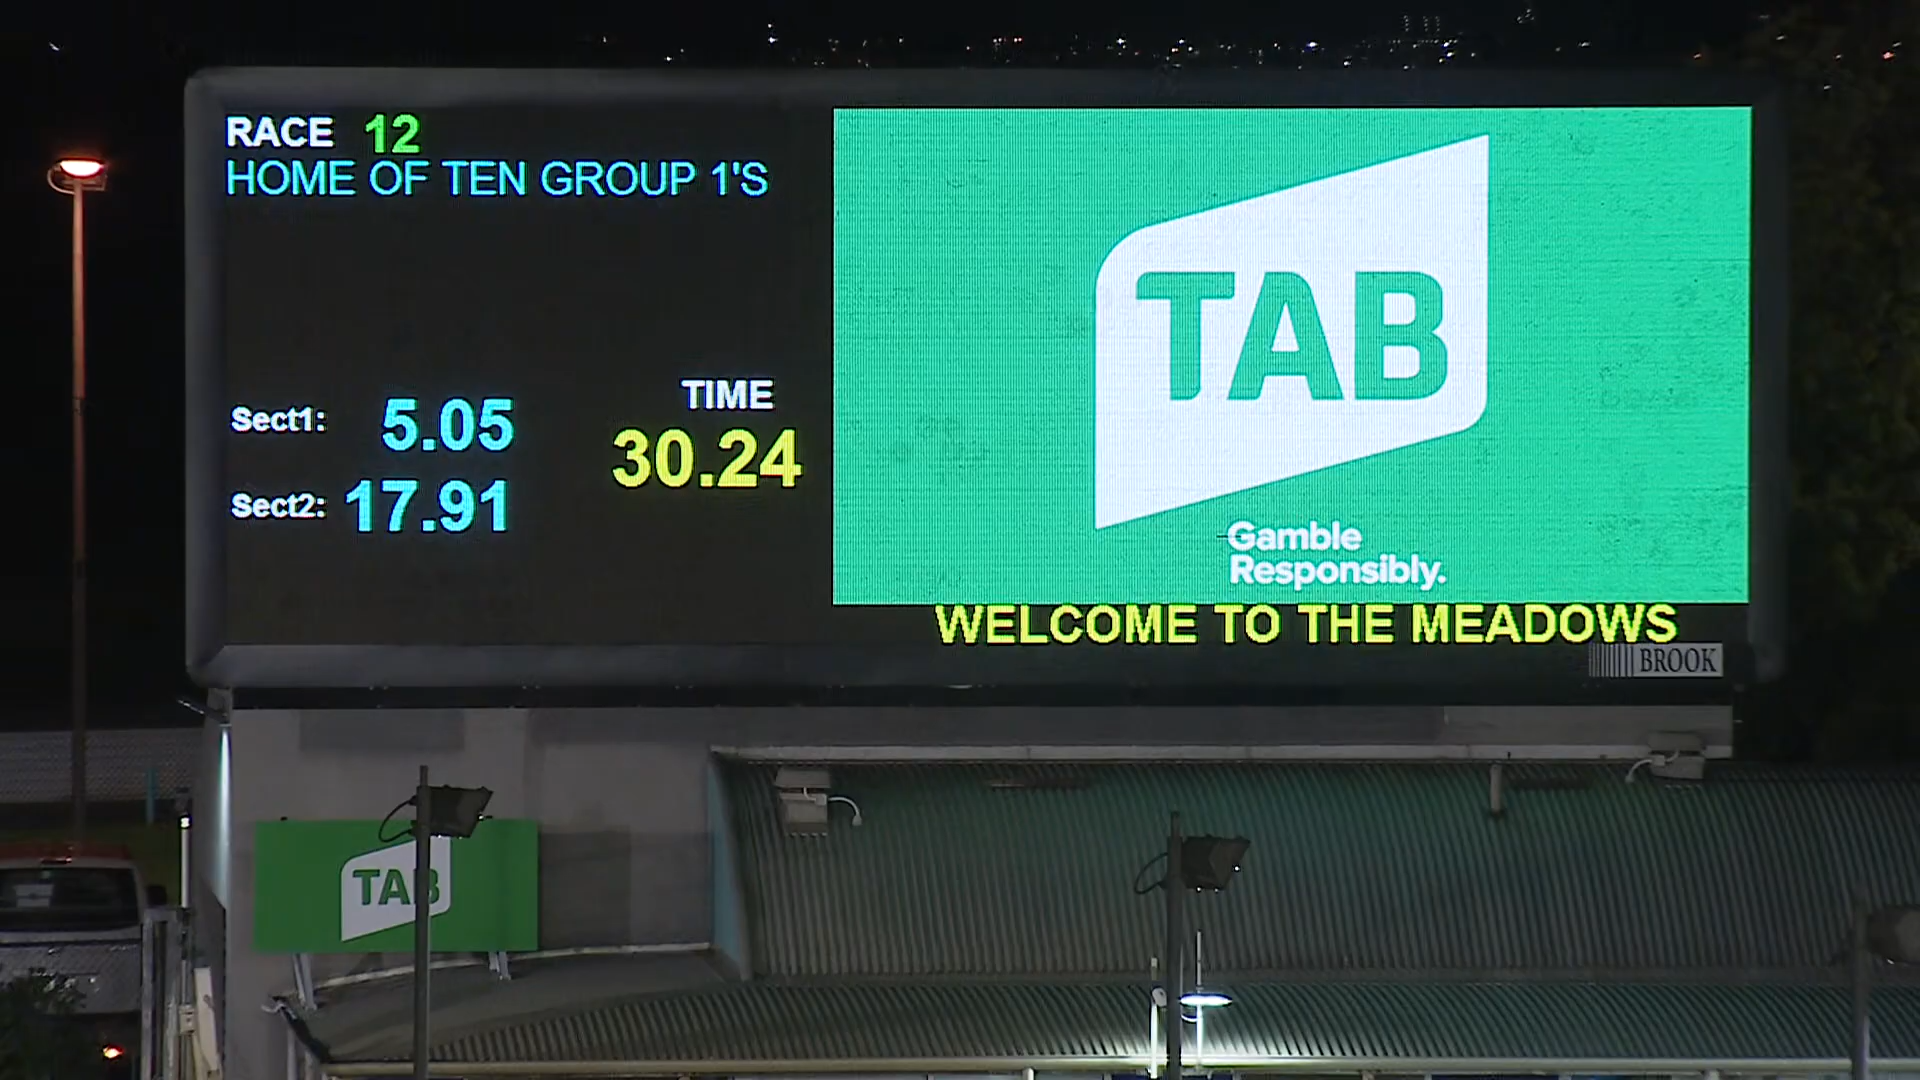 RACE 12
HOME OF TEN GROUP 1'S
TIME
Sect1: 5.05
30.24
Sect2: 17.91
TAB
Gamble
Responsibly.
WELCOME TO THE MEADOWS
BROOK
TAB